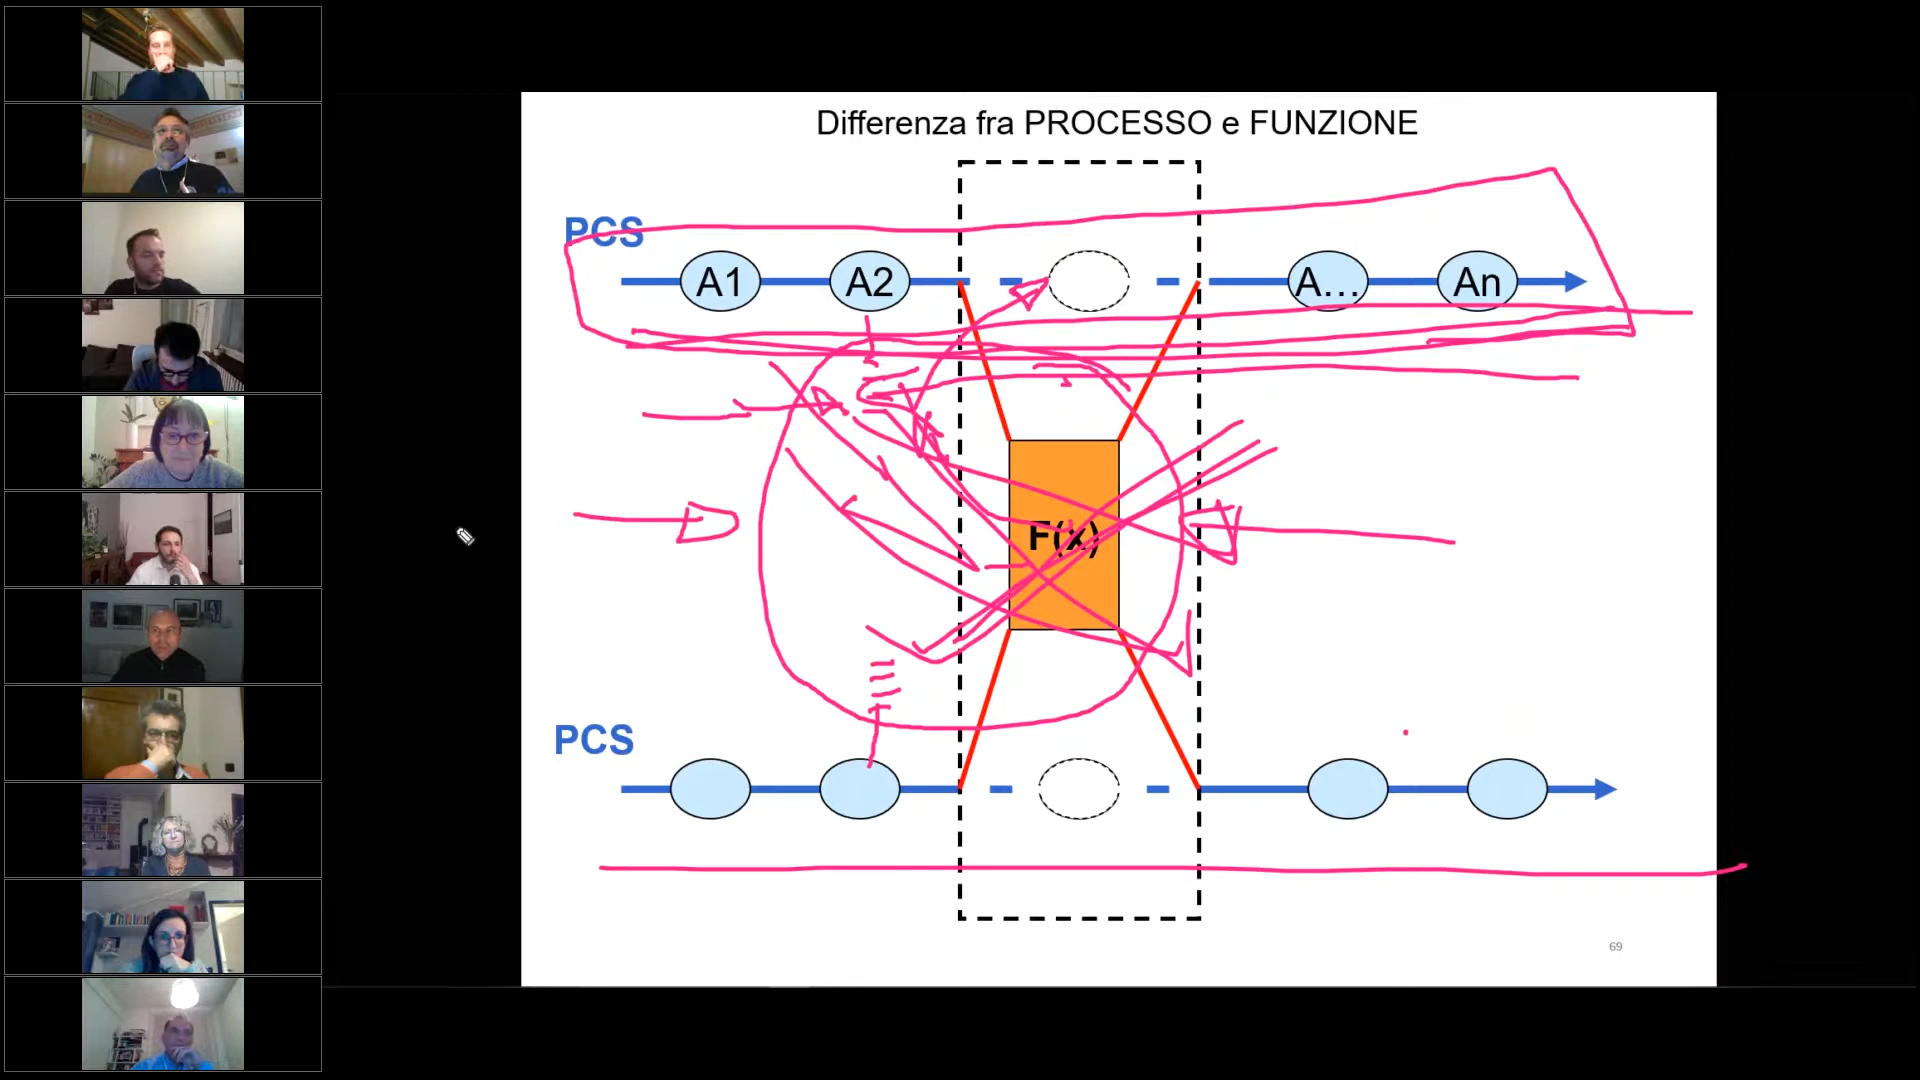 Differenza fra PROCESSO e FUNZIONE
PCS
A1
A2
A...
An
F(x)
PCS
69